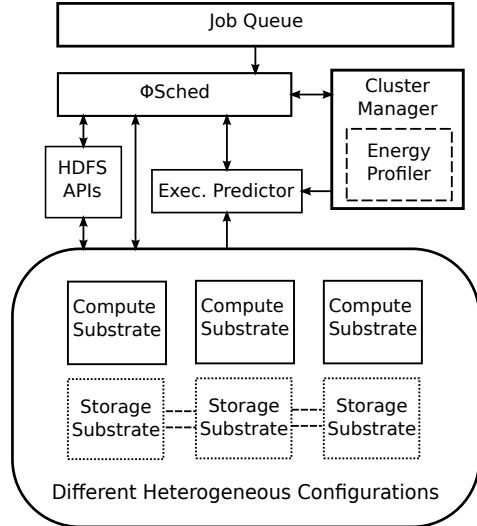 Job Queue
ΦSched
Cluster
Manager
Energy
Profiler
HDFS
APIs
Exec. Predictor
Compute
Substrate
Compute
Substrate
Compute
Substrate
Storage
Substrate
Storage
Substrate
Storage
Substrate
Different Heterogeneous Configurations